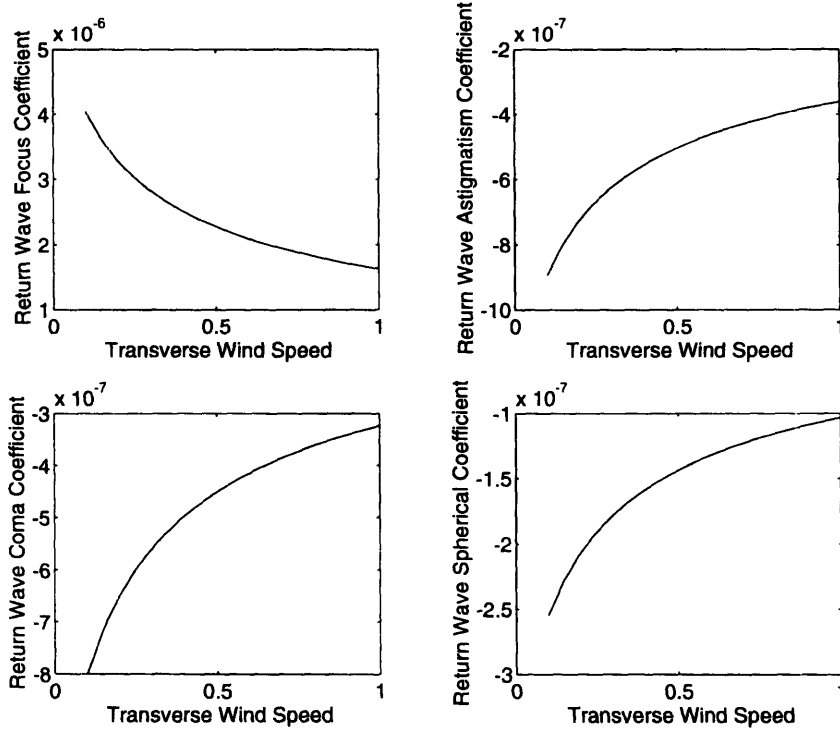 x 10^-6
5
4
3
2
1
0
0.5
1
Return Wave Focus Coefficient
Transverse Wind Speed
x 10^-7
-2
-4
-6
-8
-10
0
0.5
1
Return Wave Astigmatism Coefficient
Transverse Wind Speed
x 10^-7
-3
-4
-5
-6
-7
-8
0
0.5
1
Return Wave Coma Coefficient
Transverse Wind Speed
x 10^-7
-1
-1.5
-2
-2.5
-3
0
0.5
1
Return Wave Spherical Coefficient
Transverse Wind Speed